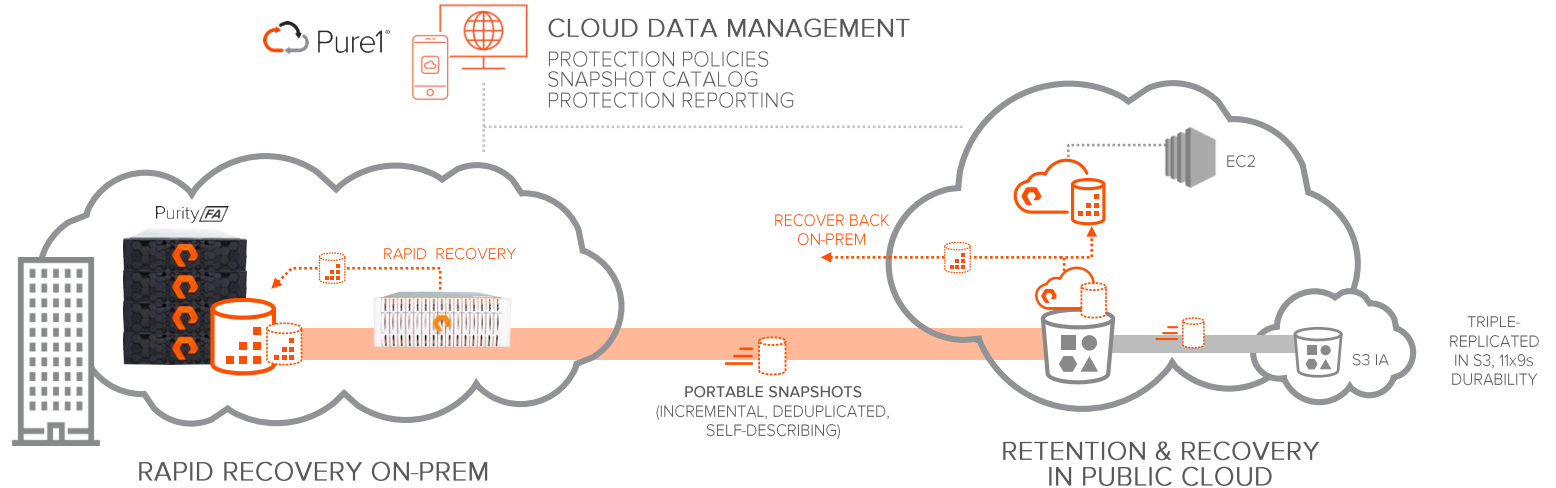 Pure1®
CLOUD DATA MANAGEMENT
PROTECTION POLICIES
SNAPSHOT CATALOG
PROTECTION REPORTING
Purity//FA
RAPID RECOVERY
RAPID RECOVERY ON-PREM
PORTABLE SNAPSHOTS
(INCREMENTAL, DEDUPLICATED,
SELF-DESCRIBING)
RECOVER BACK
ON-PREM
EC2
S3 IA
TRIPLE-
REPLICATED
IN S3, 11x9s
DURABILITY
RETENTION & RECOVERY
IN PUBLIC CLOUD